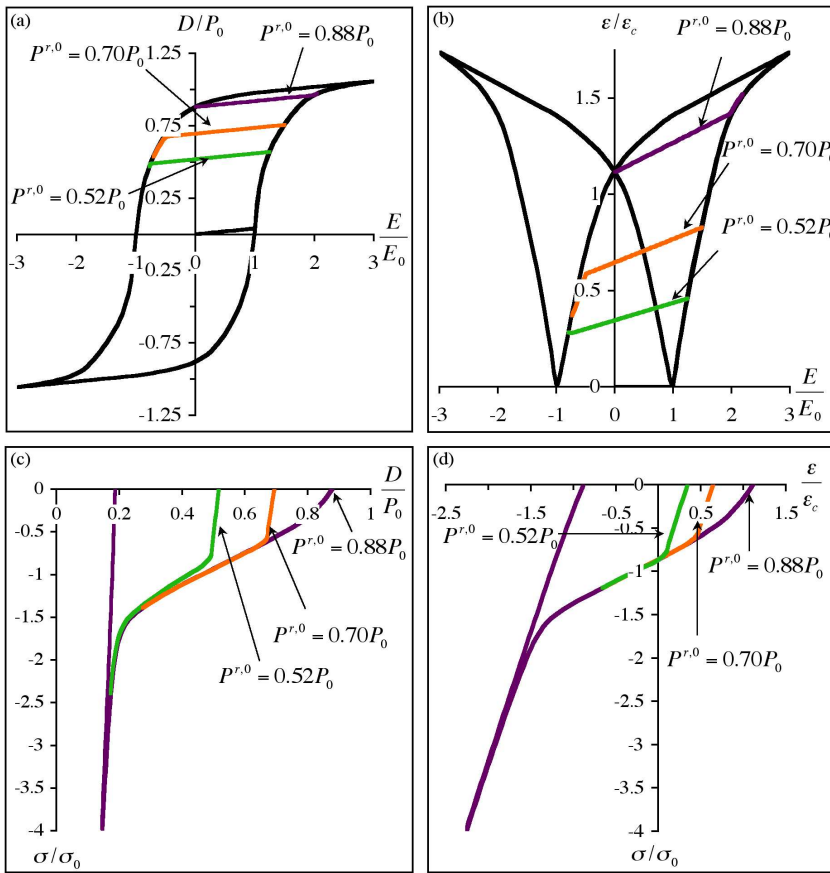 (a)
D/P₀
1.25
P^{r,0} = 0.88P₀
P^{r,0} = 0.70P₀
0.75
P^{r,0} = 0.52P₀
0.25
E/E₀
-3 -2 -1 0 1 2 3
0.25
-0.75
-1.25
(b)
ε/ε_c
P^{r,0} = 0.88P₀
1.5
P^{r,0} = 0.70P₀
1
P^{r,0} = 0.52P₀
0.5
0
E/E₀
-3 -2 -1 0 1 2 3
(c)
D/P₀
0
0 0.2 0.4 0.6 0.8 1
-0.5
P^{r,0} = 0.88P₀
-1
-1.5
P^{r,0} = 0.70P₀
-2
P^{r,0} = 0.52P₀
-2.5
-3
-3.5
-4
σ/σ₀
(d)
ε/ε_c
0
-2.5 -1.5 -0.5 0.5 1.5
-0.5
P^{r,0} = 0.52P₀
P^{r,0} = 0.88P₀
-1
-1.5
-2
P^{r,0} = 0.70P₀
-2.5
-3
-3.5
-4
σ/σ₀